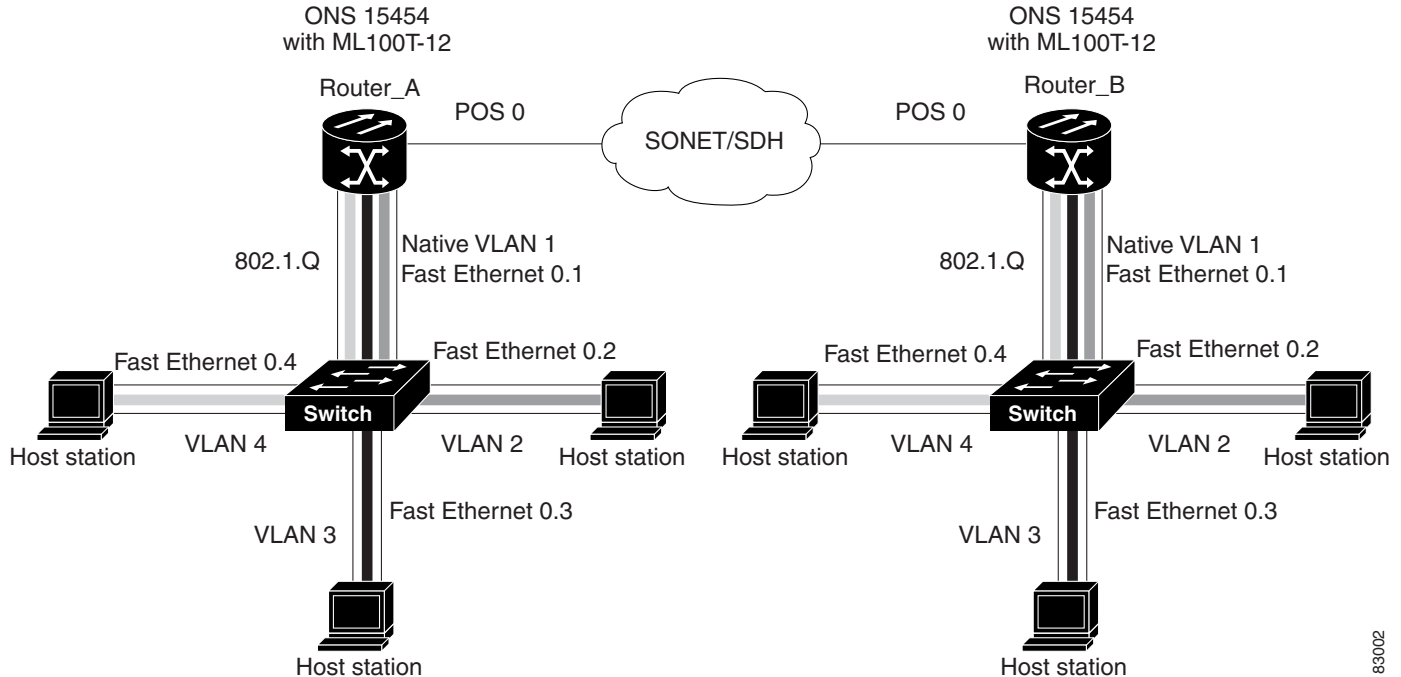 ONS 15454
with ML100T-12
Router_A
POS 0
SONET/SDH
POS 0
ONS 15454
with ML100T-12
Router_B
802.1.Q
Native VLAN 1
Fast Ethernet 0.1
Fast Ethernet 0.4
Fast Ethernet 0.2
Switch
Host station
VLAN 4
VLAN 2
Host station
VLAN 3
Fast Ethernet 0.3
Host station
802.1.Q
Native VLAN 1
Fast Ethernet 0.1
Fast Ethernet 0.4
Fast Ethernet 0.2
Switch
Host station
VLAN 4
VLAN 2
Host station
VLAN 3
Fast Ethernet 0.3
Host station
83002